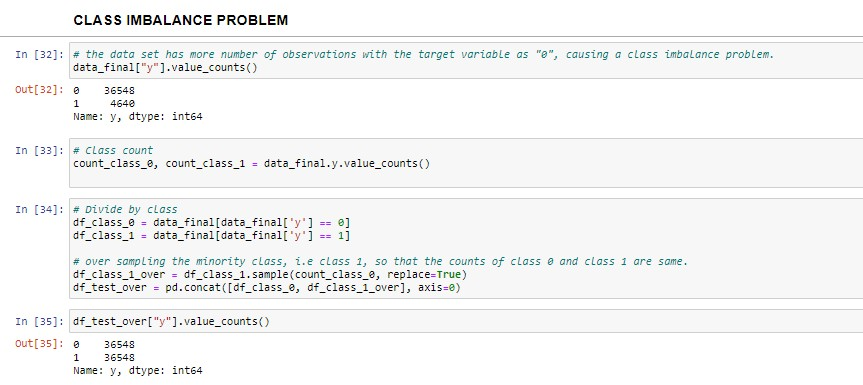 CLASS IMBALANCE PROBLEM
In [32]: # the data set has more number of observations with the target variable as "0", causing a class imbalance problem.
data_final["y"].value_counts()
Out[32]: 0    36548
1     4640
Name: y, dtype: int64
In [33]: # Class count
count_class_0, count_class_1 = data_final.y.value_counts()
In [34]: # Divide by class
df_class_0 = data_final[data_final['y'] == 0]
df_class_1 = data_final[data_final['y'] == 1]
# over sampling the minority class, i.e class 1, so that the counts of class 0 and class 1 are same.
df_class_1_over = df_class_1.sample(count_class_0, replace=True)
df_test_over = pd.concat([df_class_0, df_class_1_over], axis=0)
In [35]: df_test_over["y"].value_counts()
Out[35]: 0    36548
1    36548
Name: y, dtype: int64